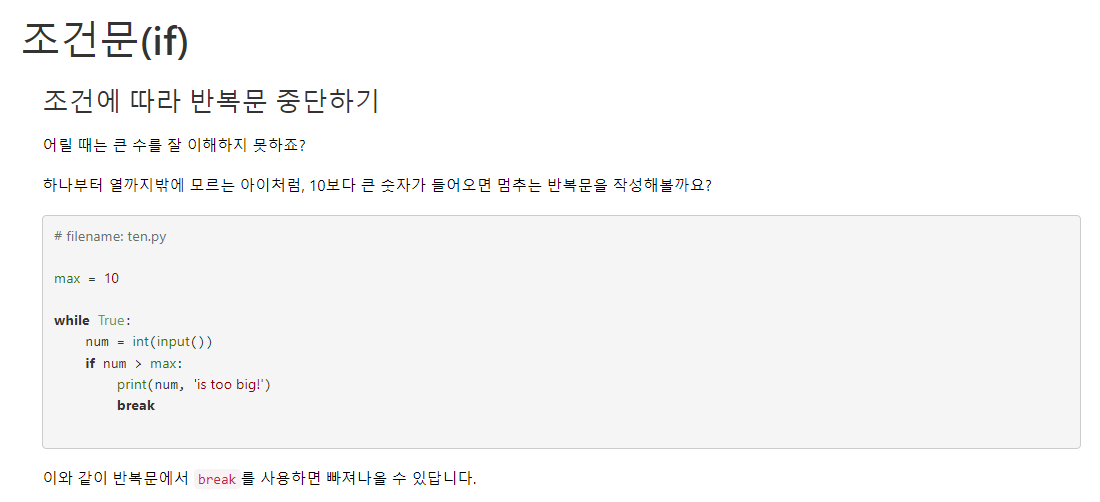 조건문(if)
조건에 따라 반복문 중단하기
어릴 때는 큰 수를 잘 이해하지 못하죠?
하나부터 열까지밖에 모르는 아이처럼, 10보다 큰 숫자가 들어오면 멈추는 반복문을 작성해볼까요?
# filename: ten.py
max = 10
while True:
    num = int(input())
    if num > max:
        print(num, 'is too big!')
        break
이와 같이 반복문에서 break 를 사용하면 빠져나올 수 있답니다.